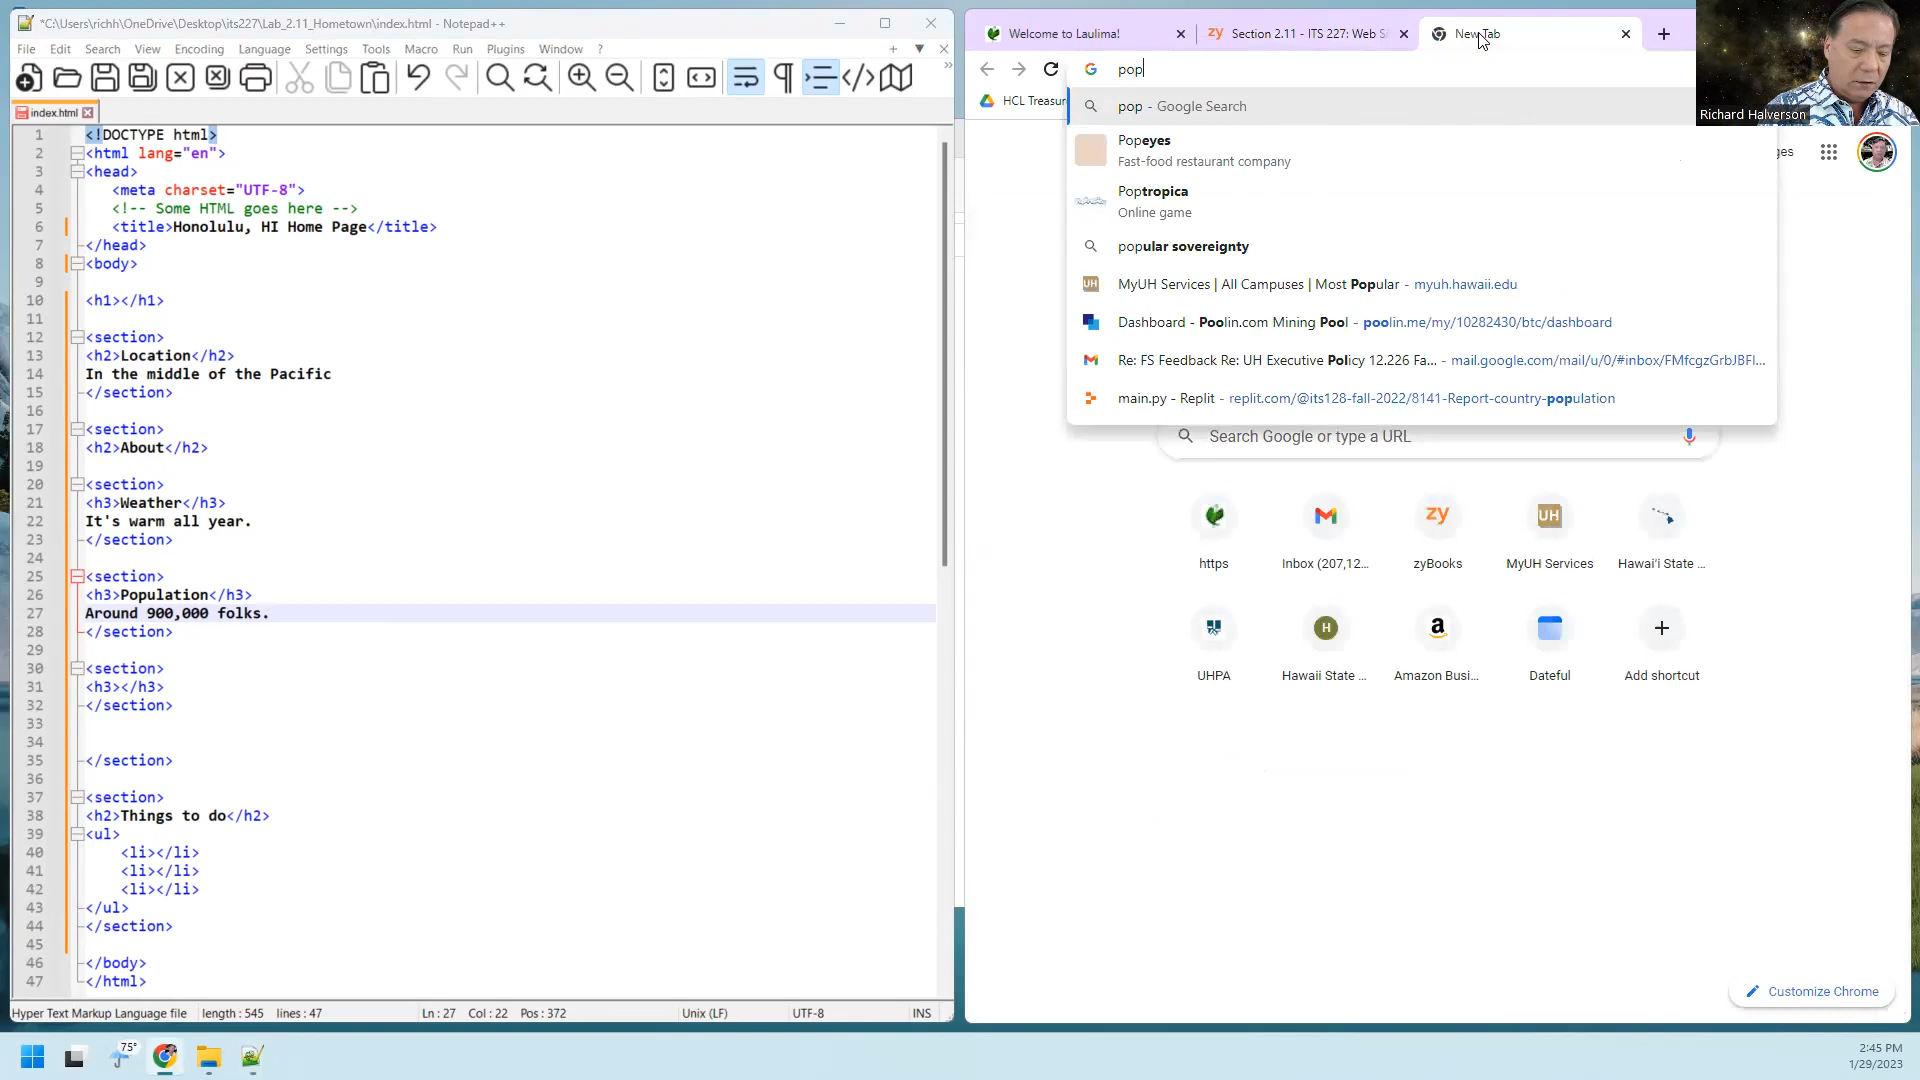 *C:\Users\richh\OneDrive\Desktop\its227\Lab_2.11_Hometown\index.html - Notepad++
File Edit Search View Encoding Language Settings Tools Macro Run Plugins Window ?
index.html
1 <!DOCTYPE html>
2 <html lang="en">
3 <head>
4 <meta charset="UTF-8">
5 <!-- Some HTML goes here -->
6 <title>Honolulu, HI Home Page</title>
7 </head>
8 <body>
9
10 <h1></h1>
11
12 <section>
13 <h2>Location</h2>
14 In the middle of the Pacific
15 </section>
16
17 <section>
18 <h2>About</h2>
19
20 <section>
21 <h3>Weather</h3>
22 It's warm all year.
23 </section>
24
25 <section>
26 <h3>Population</h3>
27 Around 900,000 folks.
28 </section>
29
30 <section>
31 <h3></h3>
32 </section>
33
34
35 </section>
36
37 <section>
38 <h2>Things to do</h2>
39 <ul>
40 <li></li>
41 <li></li>
42 <li></li>
43 </ul>
44 </section>
45
46 </body>
47 </html>
Hyper Text Markup Language file length : 545 lines : 47 Ln : 27 Col : 22 Pos : 372 Unix (LF) UTF-8 INS
Welcome to Laulima! zy Section 2.11 - ITS 227: Web S New Tab
pop
HCL Treasur
pop - Google Search
Popeyes
Fast-food restaurant company
Poptropica
Online game
popular sovereignty
UH MyUH Services | All Campuses | Most Popular - myuh.hawaii.edu
Dashboard - Poolin.com Mining Pool - poolin.me/my/10282430/btc/dashboard
Re: FS Feedback Re: UH Executive Policy 12.226 Fa... - mail.google.com/mail/u/0/#inbox/FMfcgzGrbJBFl...
main.py - Replit - replit.com/@its128-fall-2022/8141-Report-country-population
ges
Search Google or type a URL
zy UH
https Inbox (207,12... zyBooks MyUH Services Hawai'i State ...
H a
UHPA Hawaii State ... Amazon Busi... Dateful Add shortcut
Customize Chrome
Richard Halverson
75°
2:45 PM
1/29/2023